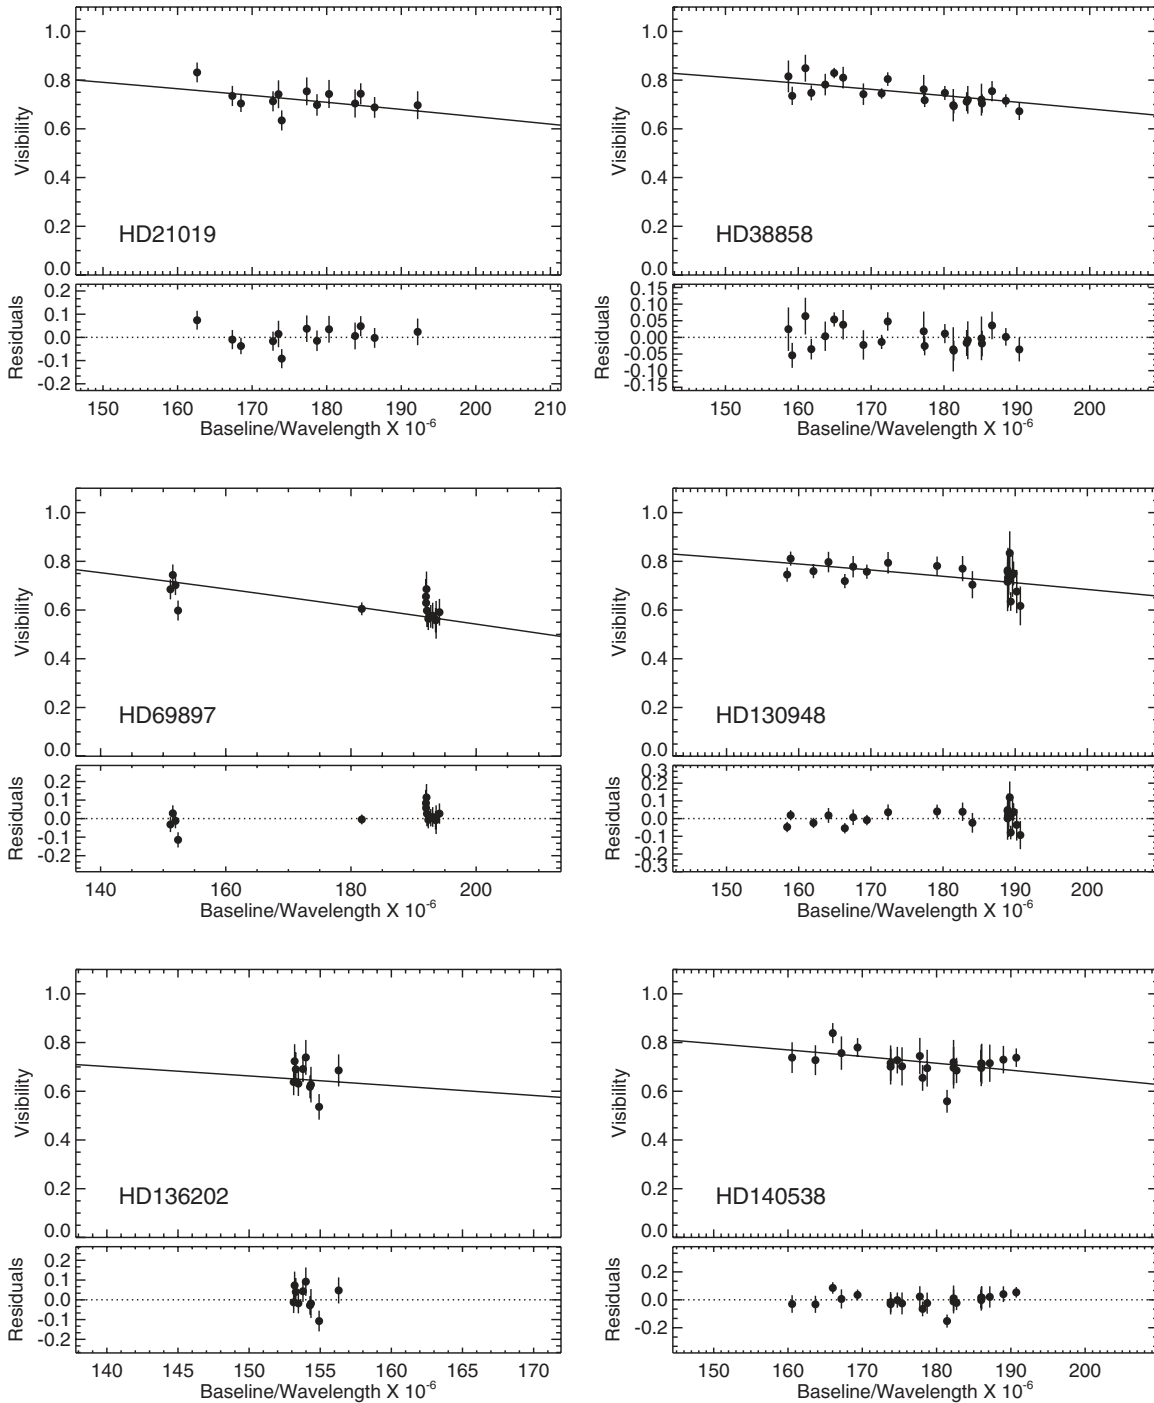 1.0
0.8
0.6
0.4
0.2
0.0
Visibility
HD21019
0.2
0.1
0.0
-0.1
-0.2
Residuals
150 160 170 180 190 200 210
Baseline/Wavelength X 10-6
1.0
0.8
0.6
0.4
0.2
0.0
Visibility
HD38858
0.15
0.10
0.05
0.00
-0.05
-0.10
-0.15
Residuals
150 160 170 180 190 200
Baseline/Wavelength X 10-6
1.0
0.8
0.6
0.4
0.2
0.0
Visibility
HD69897
0.2
0.1
0.0
-0.1
-0.2
Residuals
140 160 180 200
Baseline/Wavelength X 10-6
1.0
0.8
0.6
0.4
0.2
0.0
Visibility
HD130948
0.3
0.2
0.1
0.0
-0.1
-0.2
-0.3
Residuals
150 160 170 180 190 200
Baseline/Wavelength X 10-6
1.0
0.8
0.6
0.4
0.2
0.0
Visibility
HD136202
0.2
0.1
0.0
-0.1
-0.2
Residuals
140 145 150 155 160 165 170
Baseline/Wavelength X 10-6
1.0
0.8
0.6
0.4
0.2
0.0
Visibility
HD140538
0.2
0.0
-0.2
Residuals
150 160 170 180 190 200
Baseline/Wavelength X 10-6